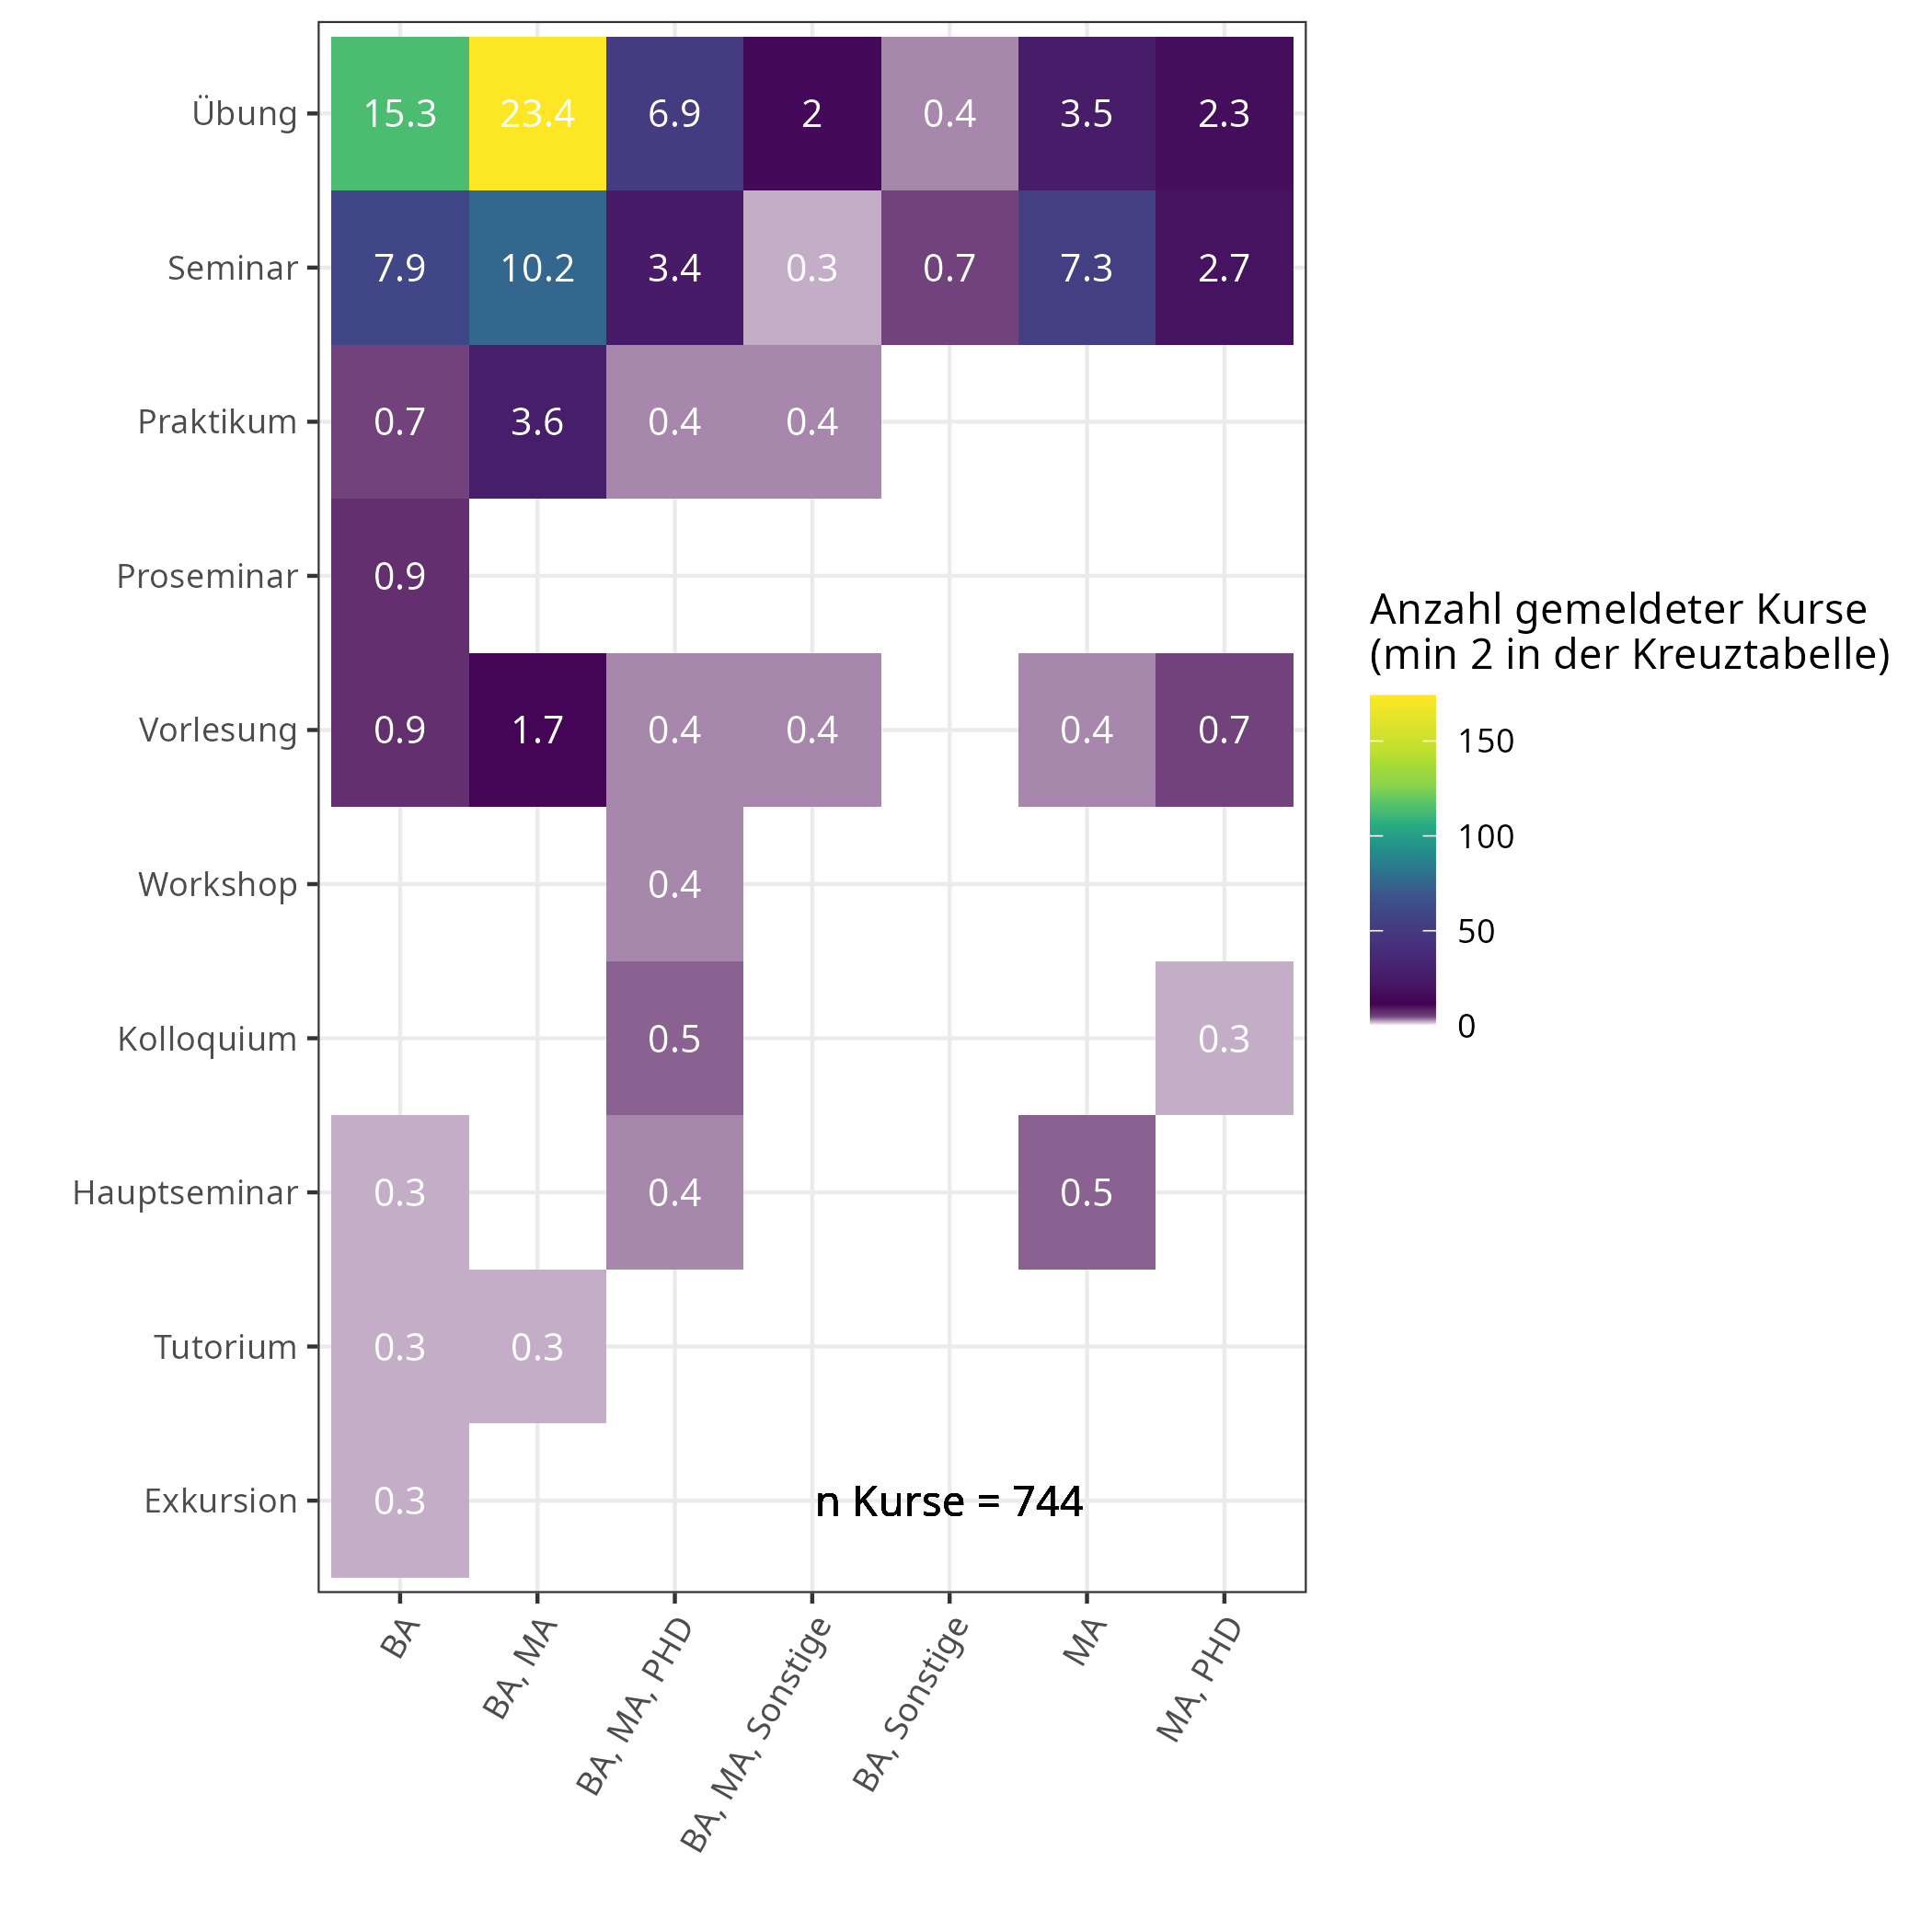 Übung 15.3 23.4 6.9 2 0.4 3.5 2.3
Seminar 7.9 10.2 3.4 0.3 0.7 7.3 2.7
Praktikum 0.7 3.6 0.4 0.4
Proseminar 0.9
Vorlesung 0.9 1.7 0.4 0.4 0.4 0.7
Workshop 0.4
Kolloquium 0.5 0.3
Hauptseminar 0.3 0.4 0.5
Tutorium 0.3 0.3
Exkursion 0.3 n Kurse = 744
BA
BA, MA
BA, MA, PHD
BA, MA, Sonstige
BA, Sonstige
MA
MA, PHD
Anzahl gemeldeter Kurse
(min 2 in der Kreuztabelle)
150
100
50
0